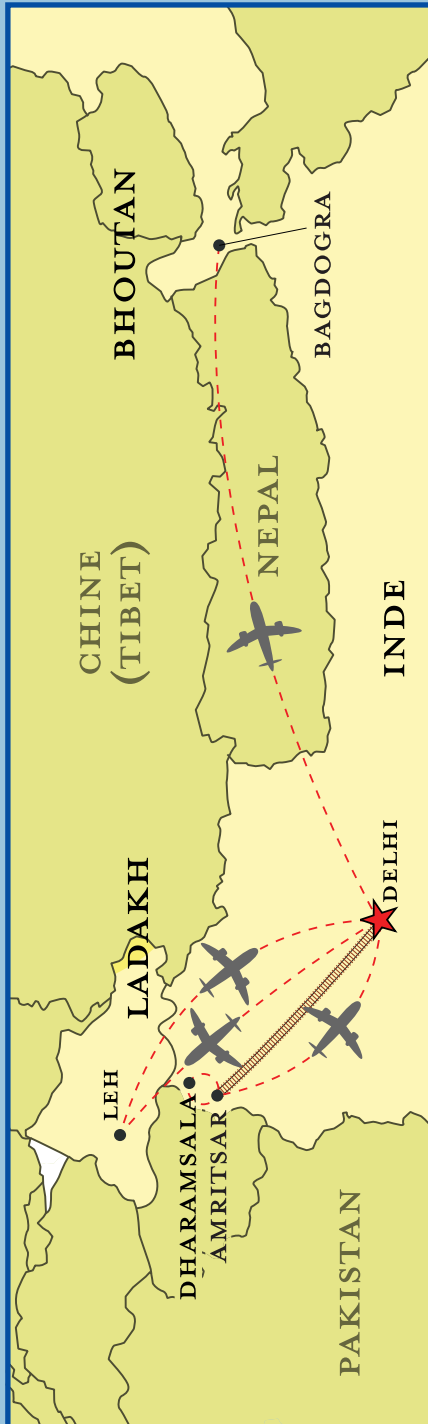 BHOUTAN
BAGDOGRA
CHINE
(TIBET)
NEPAL
INDE
LADAKH
DELHI
LEH
DHARAMSALA
AMRITSAR
PAKISTAN